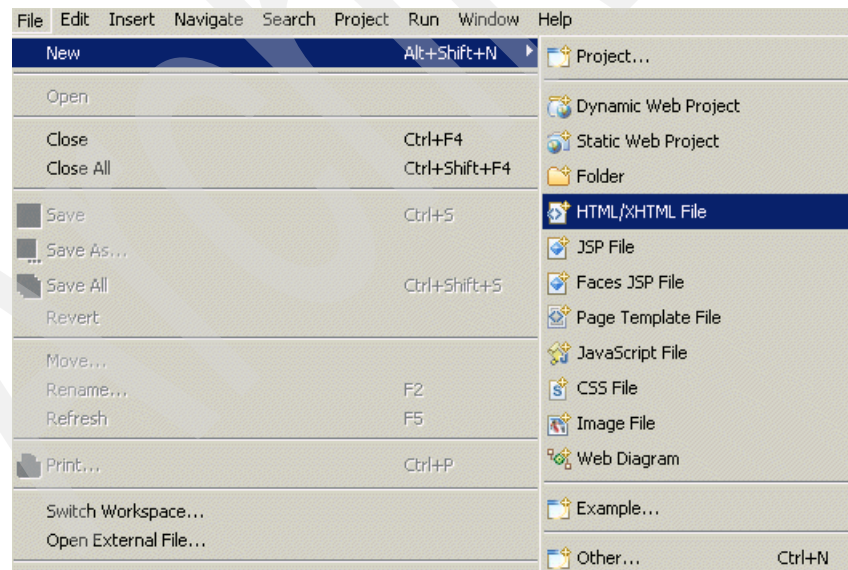 File Edit Insert Navigate Search Project Run Window Help
New Alt+Shift+N
Open
Close Ctrl+F4
Close All Ctrl+Shift+F4
Save Ctrl+S
Save As...
Save All Ctrl+Shift+S
Revert
Move...
Rename... F2
Refresh F5
Print... Ctrl+P
Switch Workspace...
Open External File...
Project...
Dynamic Web Project
Static Web Project
Folder
HTML/XHTML File
JSP File
Faces JSP File
Page Template File
JavaScript File
CSS File
Image File
Web Diagram
Example...
Other... Ctrl+N